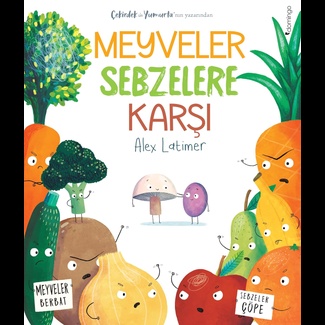 Çekirdek ile Yumurta'nın yazarından
domingo
MEYVELER
SEBZELERE
KARŞI
Alex Latimer
MEYVELER
BERBAT
SEBZELER
ÇÖPE